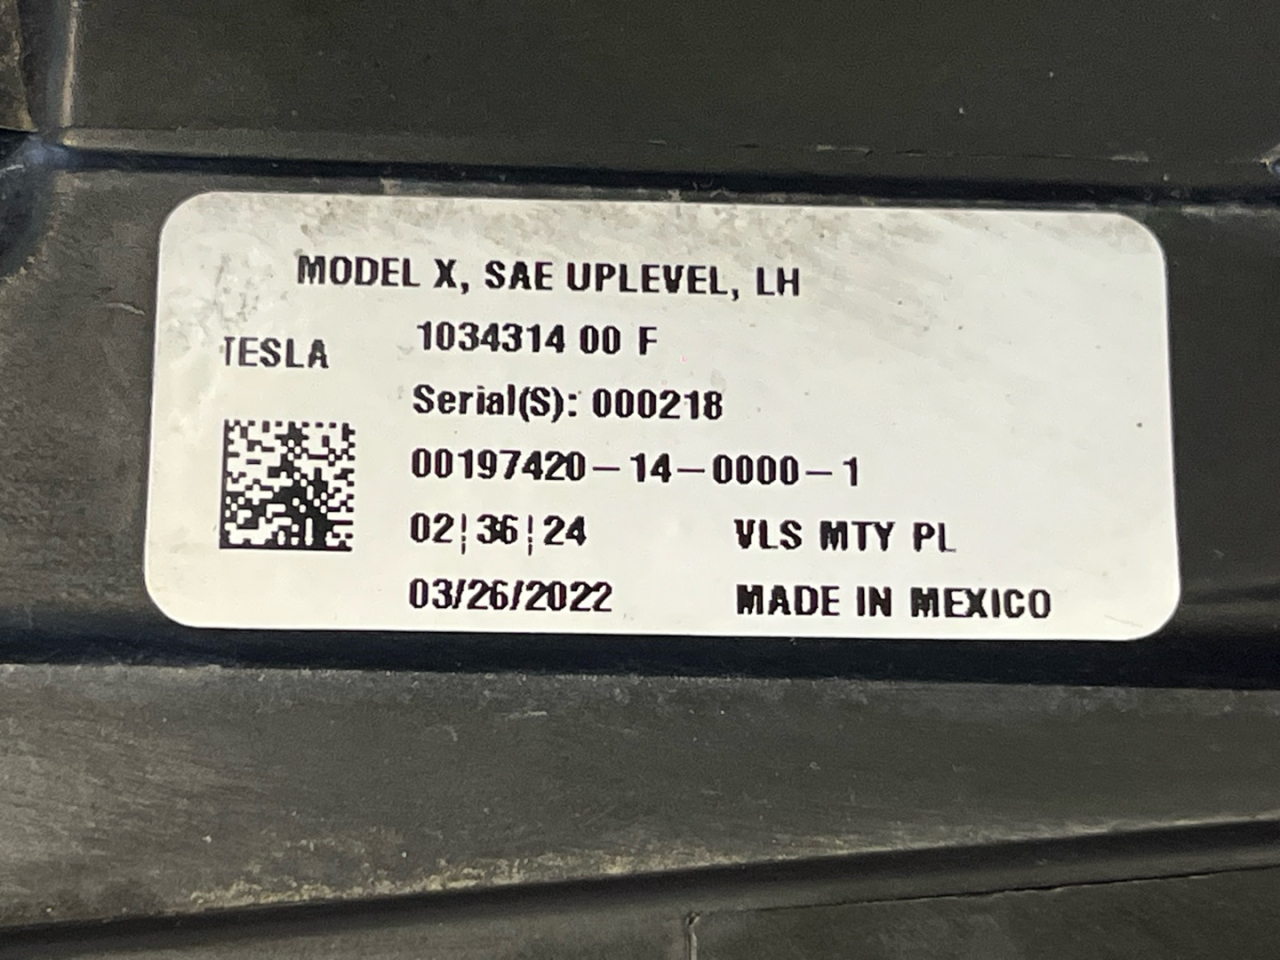 MODEL X, SAE UPLEVEL, LH
TESLA
1034314 00 F
Serial(S): 000218
00197420-14-0000-1
02¦36¦24 VLS MTY PL
03/26/2022 MADE IN MEXICO